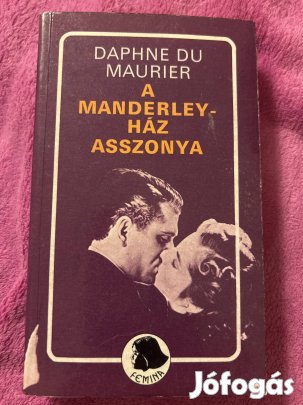 DAPHNE DU
MAURIER
A
MANDERLEY-
HÁZ
ASSZONYA
FEMINA
Jófogás